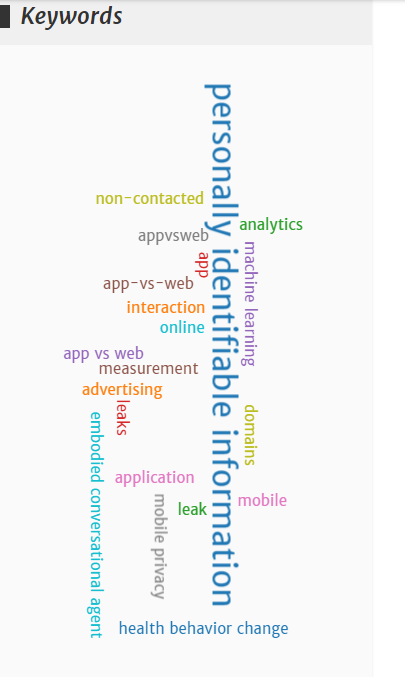 Keywords
personally identifiable information
non-contacted
analytics
appvsweb
machine learning
app
app-vs-web
interaction
online
app vs web
measurement
advertising
leaks
domains
embodied conversational agent
application
mobile privacy
mobile
leak
health behavior change